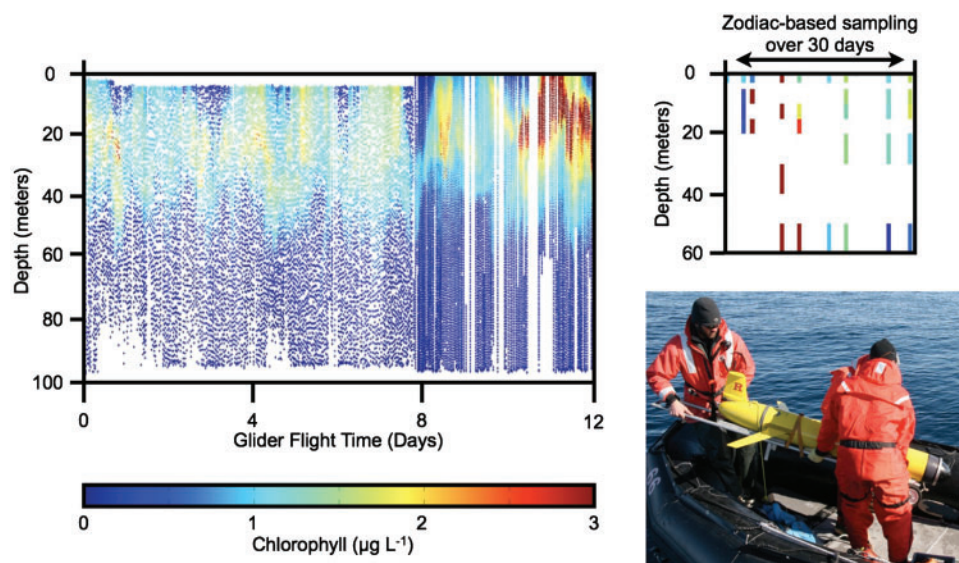 Zodiac-based sampling
over 30 days
0
20
40
60
80
100
Depth (meters)
0
4
8
12
Glider Flight Time (Days)
0
20
40
60
Depth (meters)
0
1
2
3
Chlorophyll (µg L⁻¹)
R